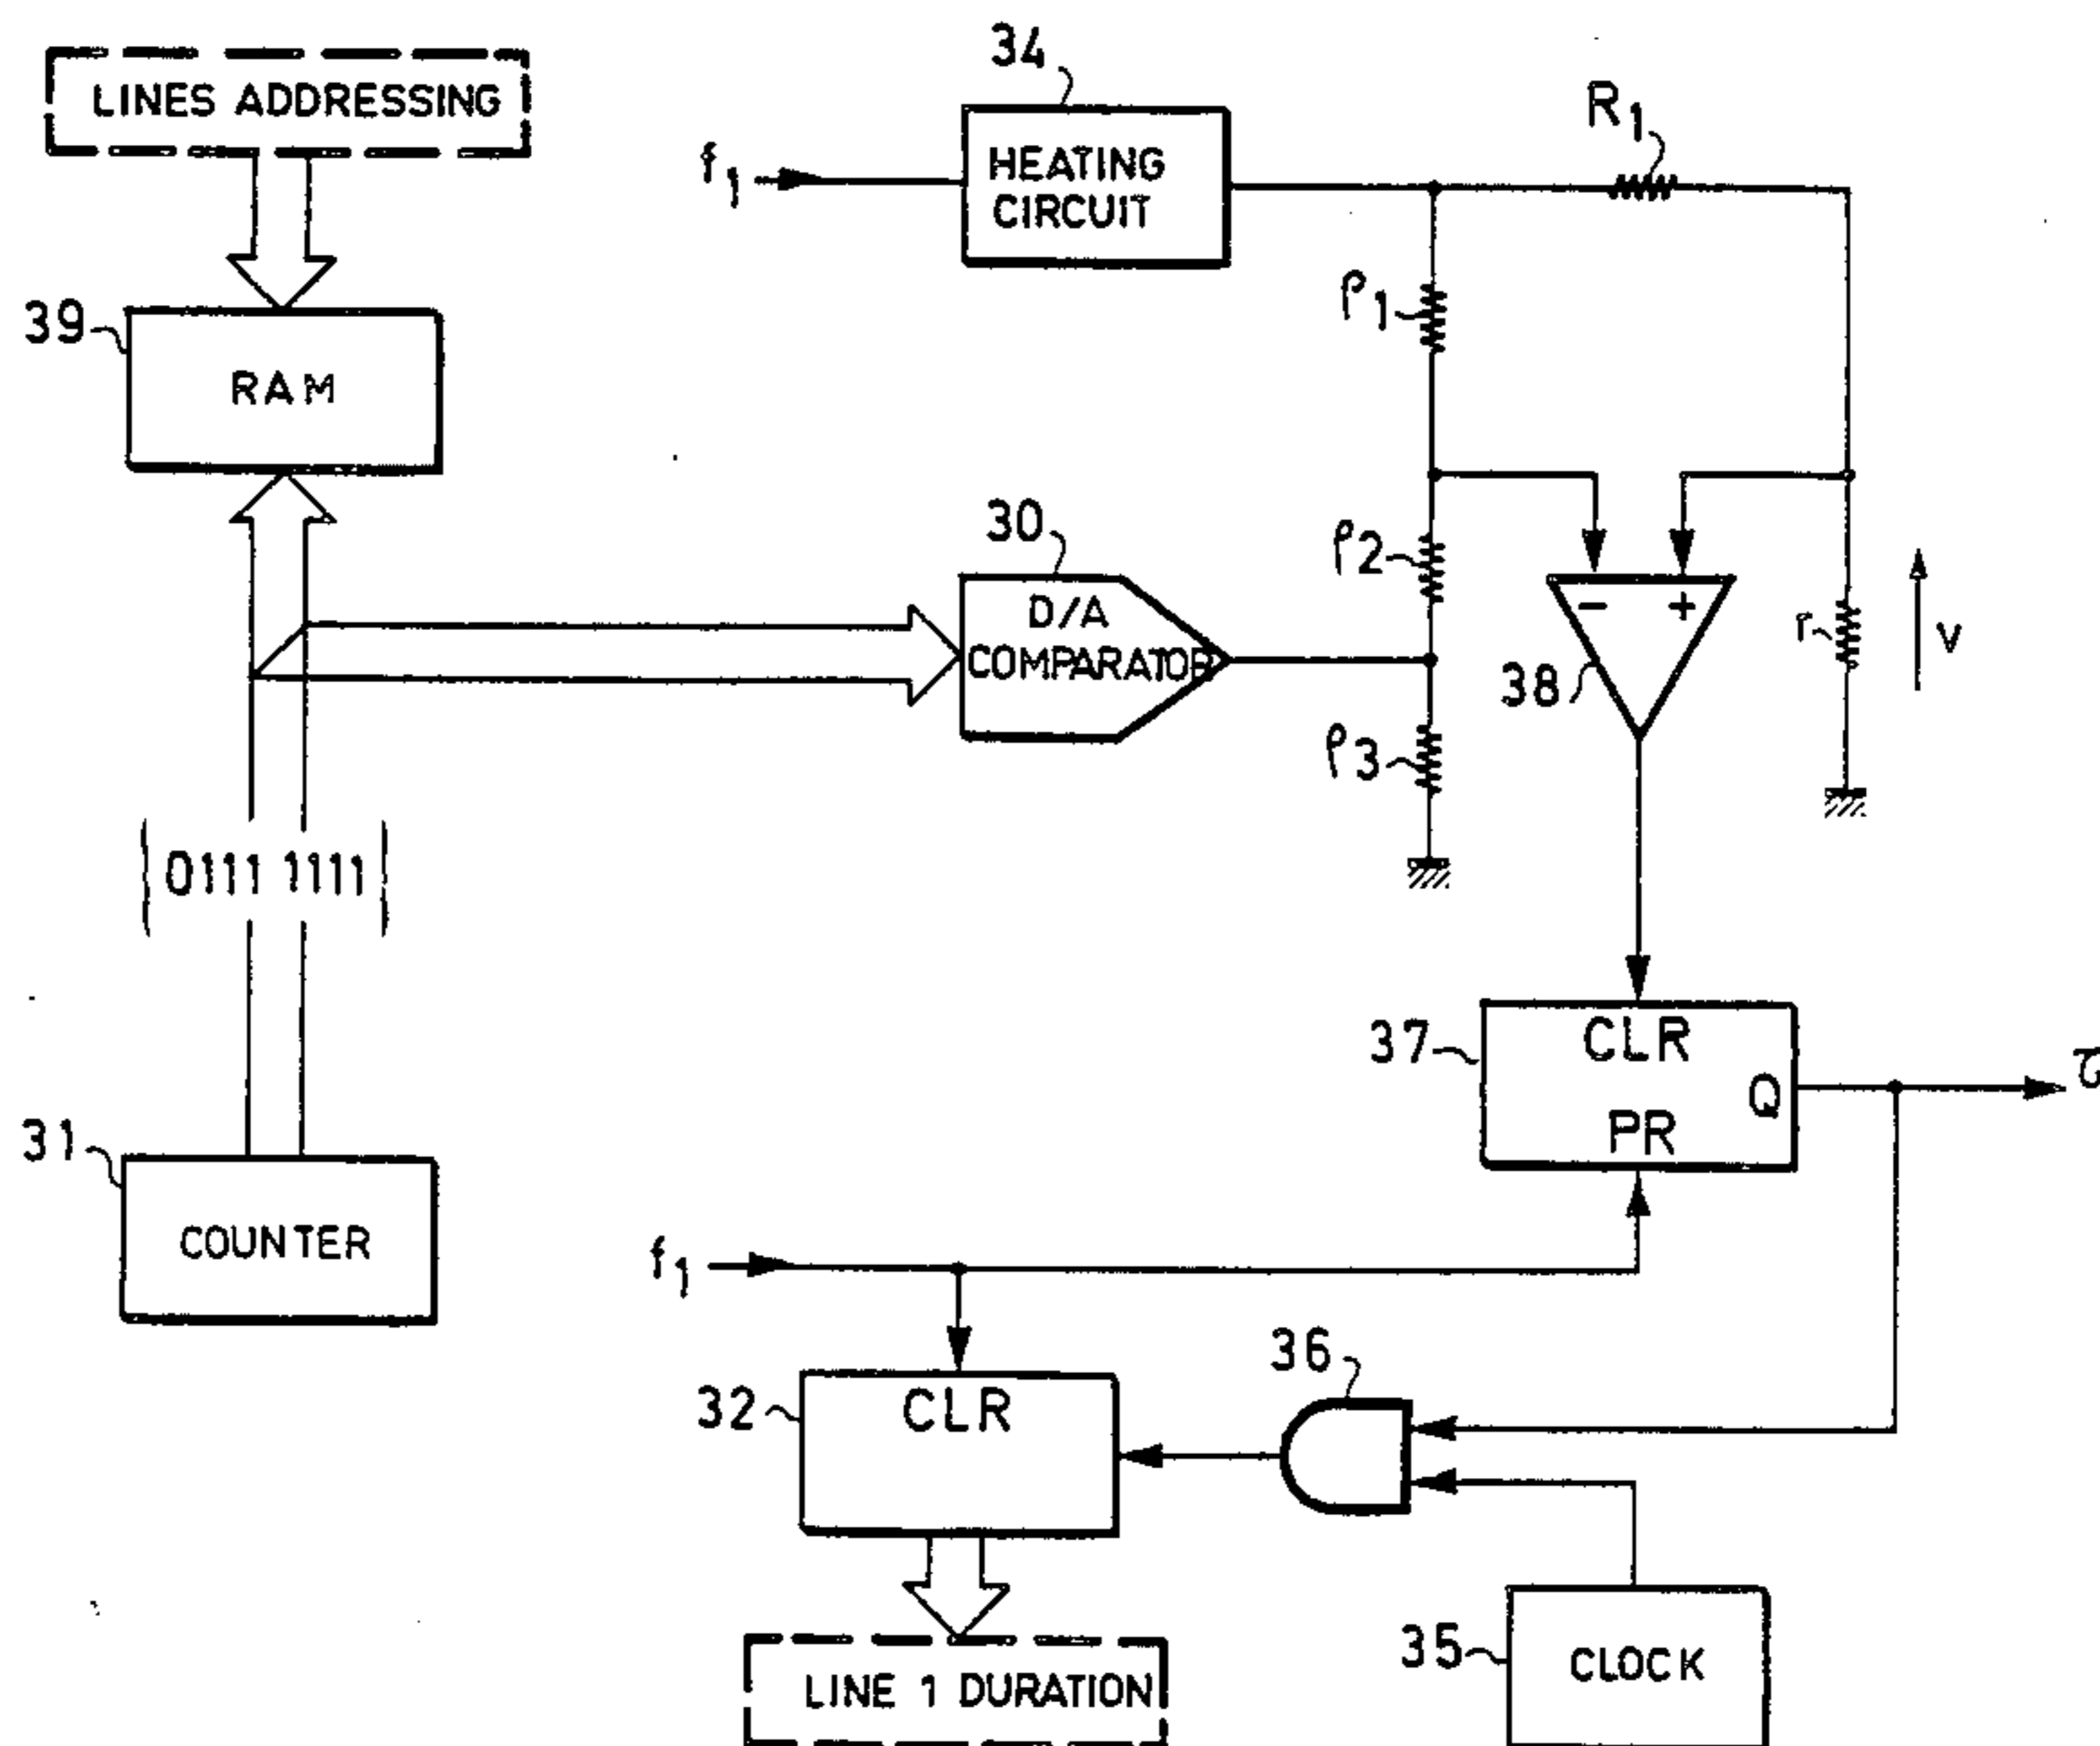 LINES ADDRESSING
34
R1
f1
HEATING
CIRCUIT
ρ1
39
RAM
30
D/A
COMPARATOR
ρ2
- +
38
r
v
ρ3
(0111 1111)
37
CLR
Q
PR
31
COUNTER
f1
36
32
CLR
35
CLOCK
LINE 1 DURATION